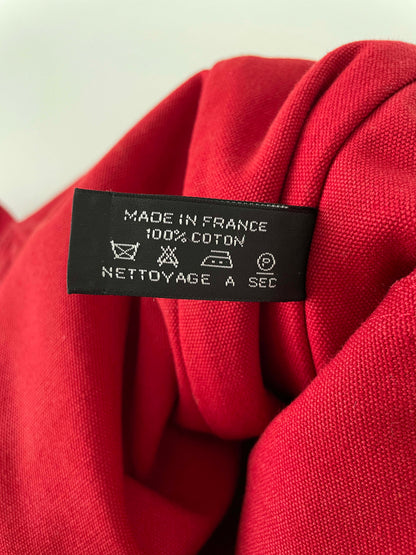 MADE IN FRANCE
100% COTON
P
NETTOYAGE A SEC